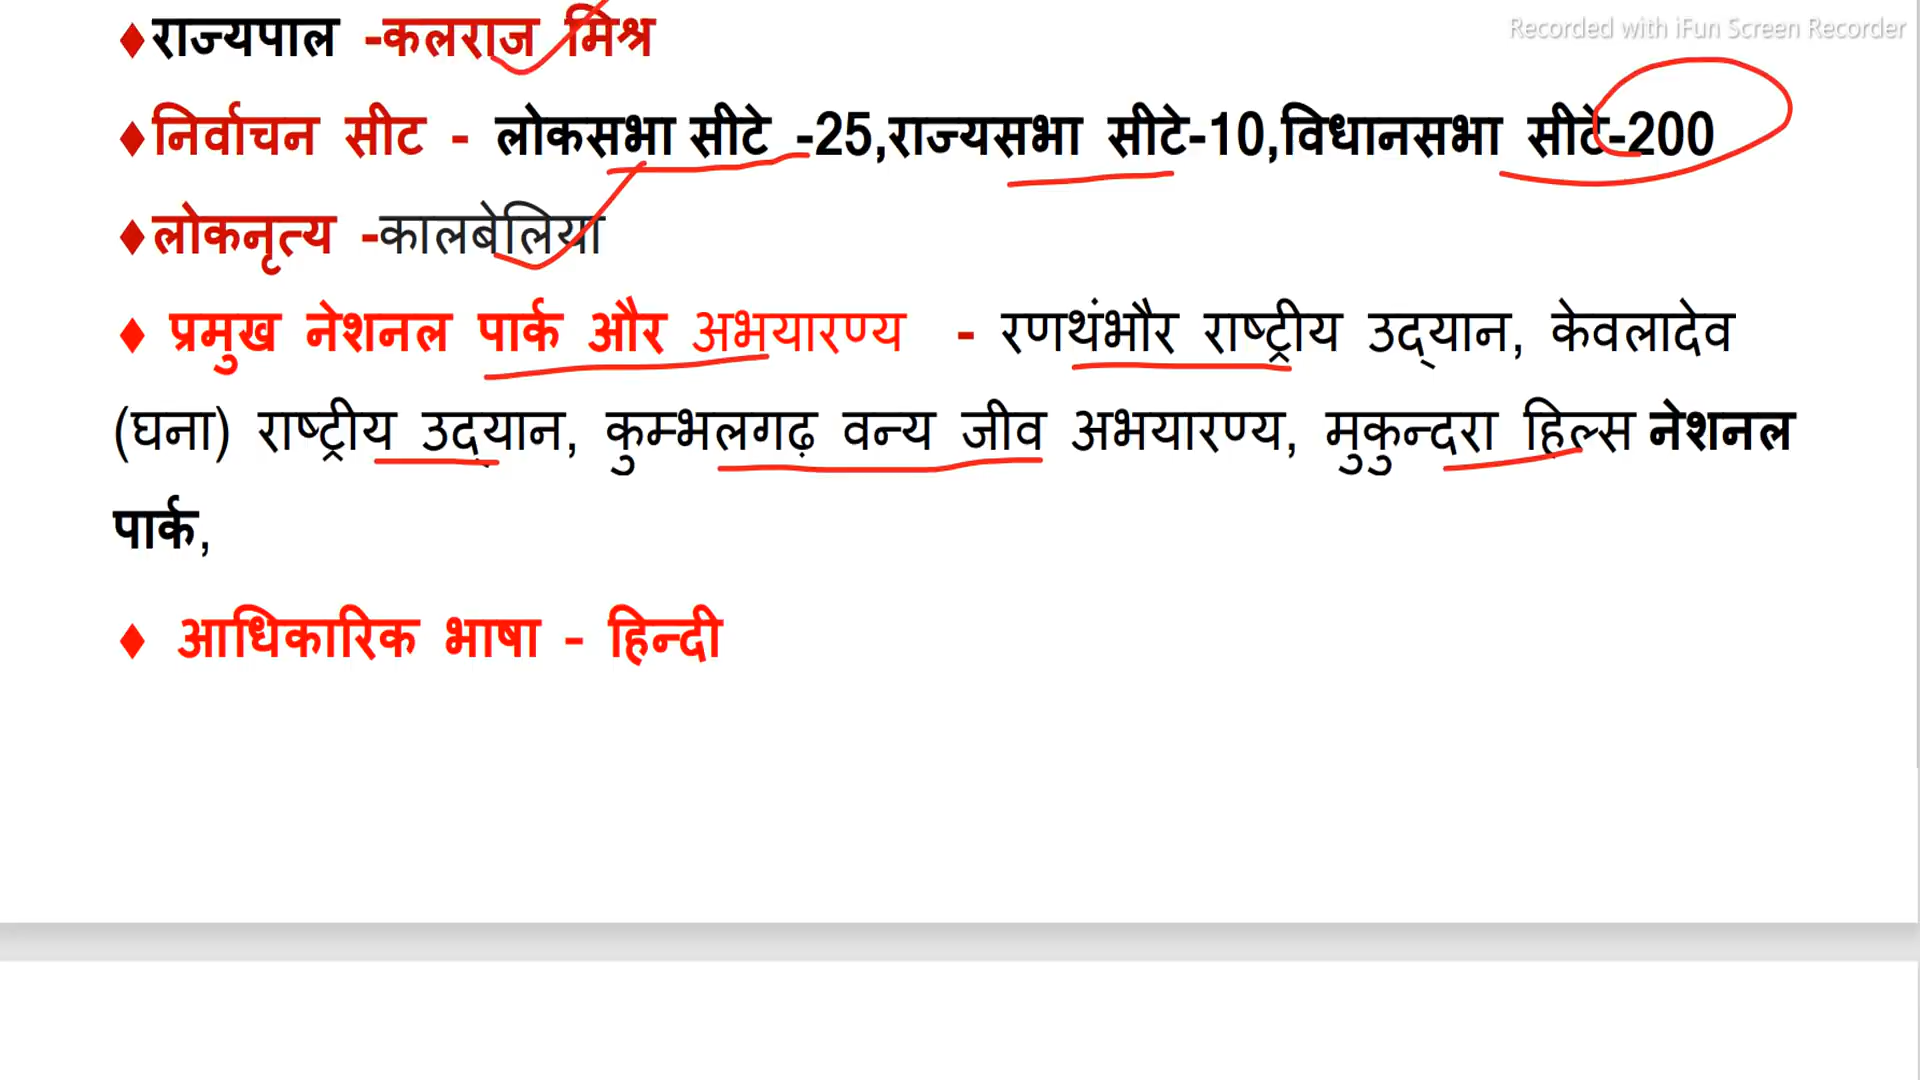 Recorded with iFun Screen Recorder
♦राज्यपाल -कलराज मिश्र
♦निर्वाचन सीट - लोकसभा सीटे -25,राज्यसभा सीटे-10,विधानसभा सीटे-200
♦लोकनृत्य -कालबेलिया
♦ प्रमुख नेशनल पार्क और अभयारण्य - रणथंभौर राष्ट्रीय उद्यान, केवलादेव
(घना) राष्ट्रीय उद्यान, कुम्भलगढ़ वन्य जीव अभयारण्य, मुकुन्दरा हिल्स नेशनल
पार्क,
♦ आधिकारिक भाषा - हिन्दी